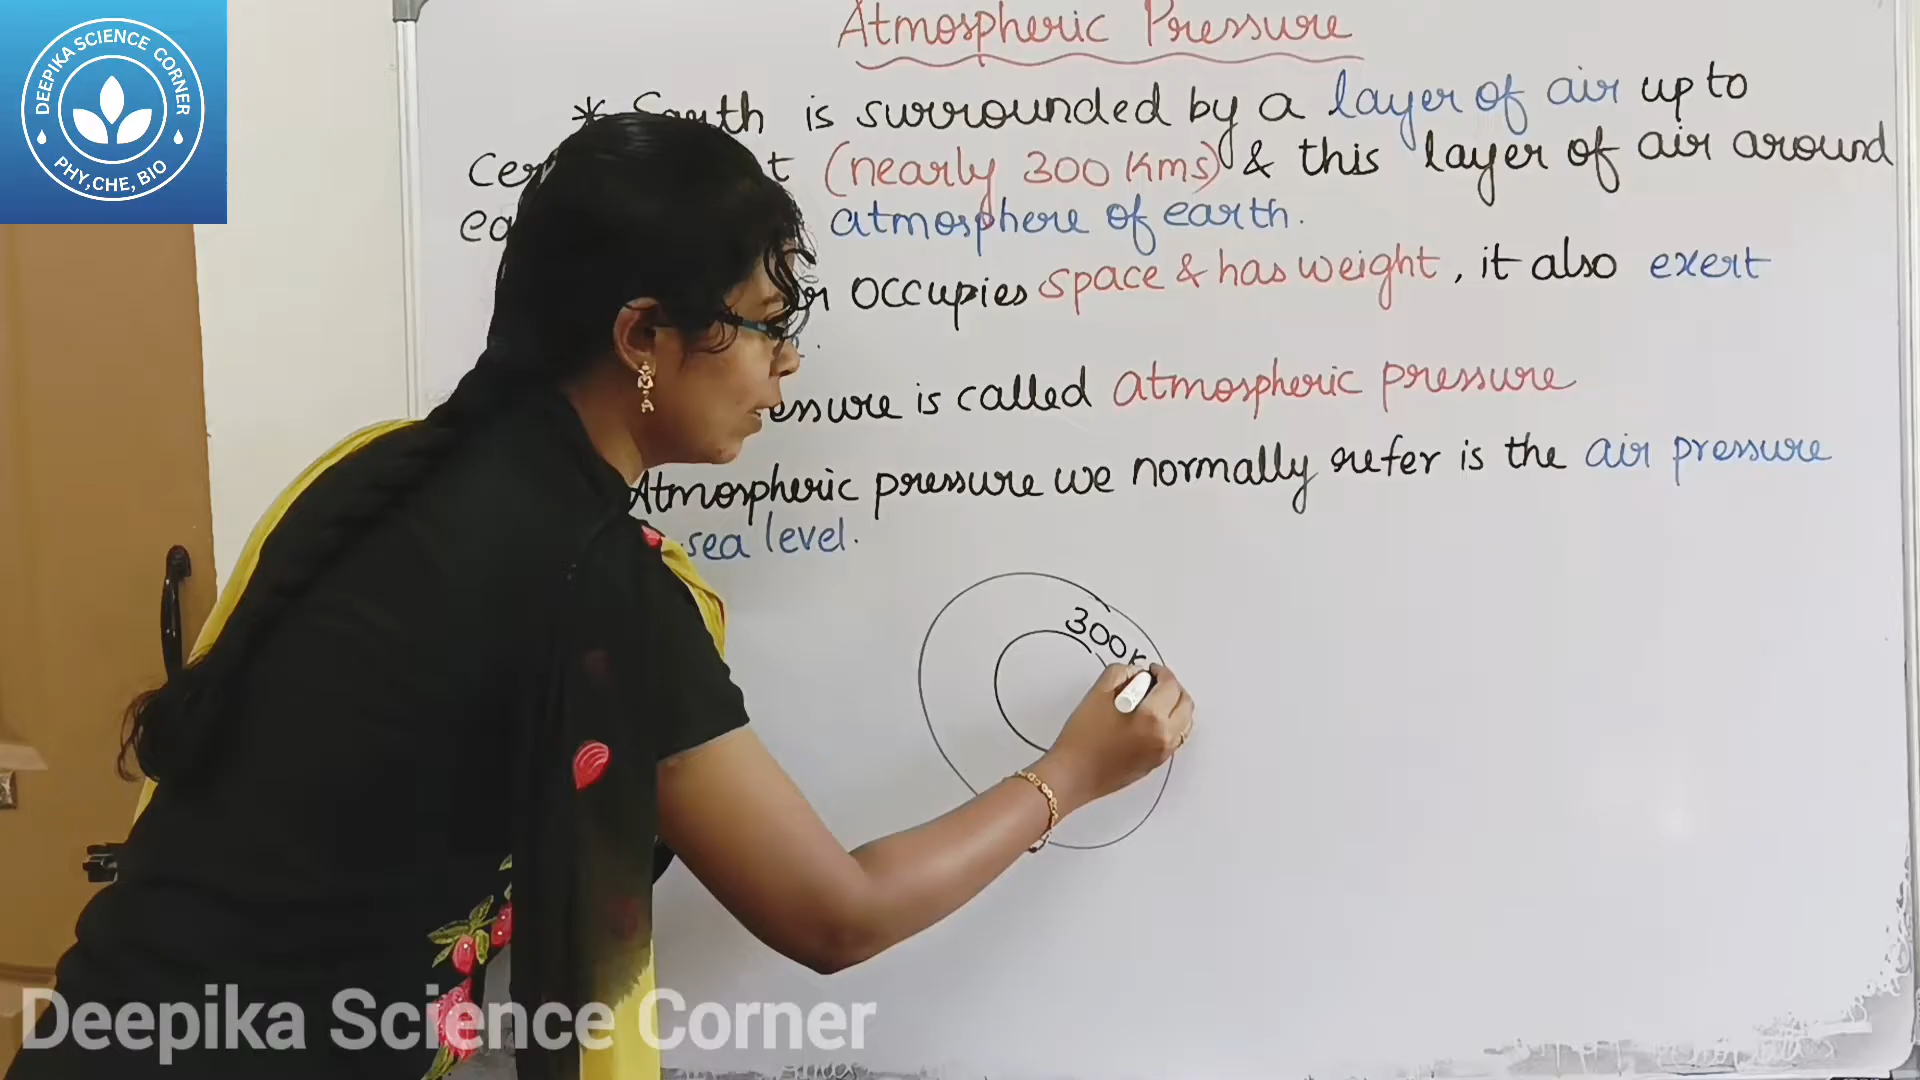 DEEPIKA SCIENCE CORNER
PHY,CHE, BIO
Atmospheric Pressure
* Earth is surrounded by a layer of air up to
(nearly 300 Kms) & this layer of air around
atmosphere of earth.
occupies space & has weight, it also exert
is called atmospheric pressure
Atmospheric pressure we normally refer is the air pressure
sea level.
300K
Deepika Science Corner